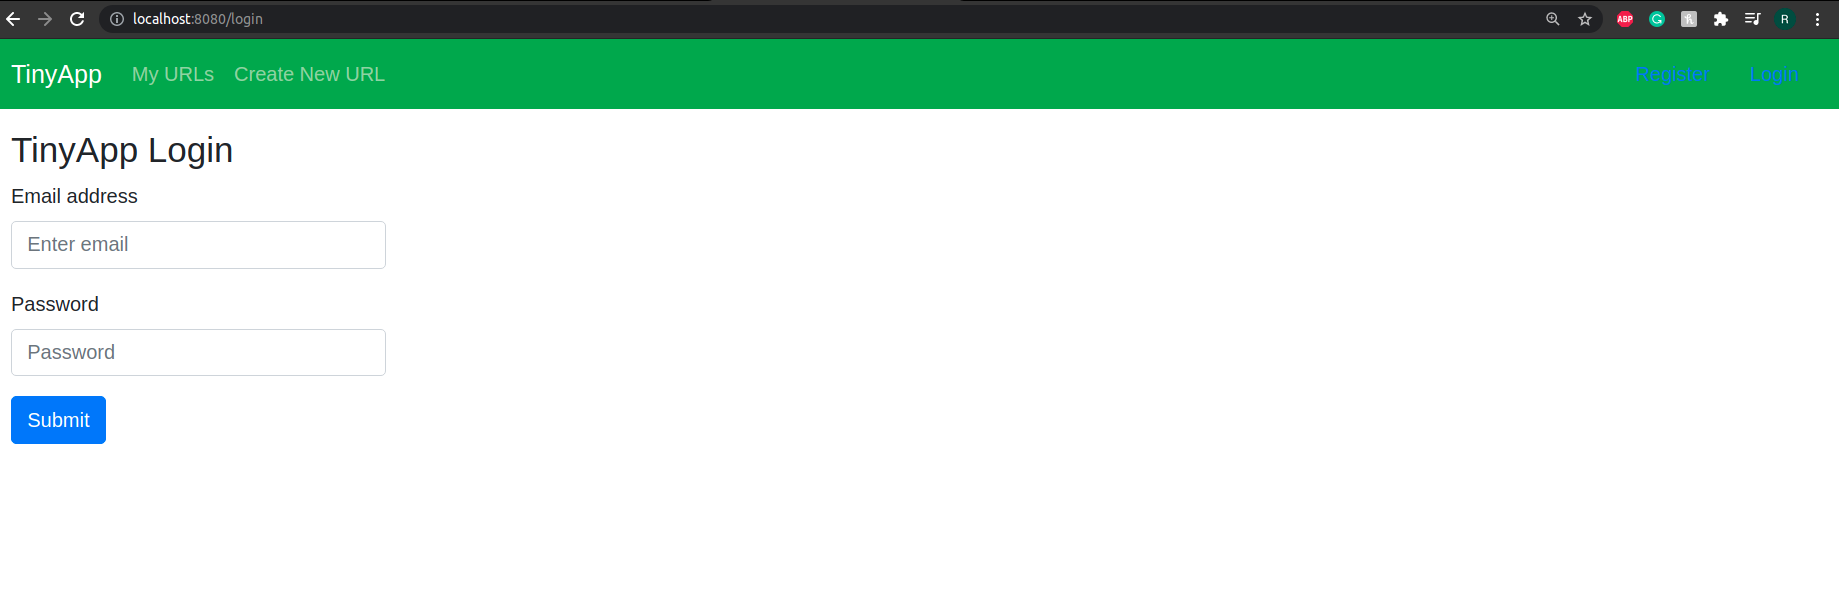 localhost:8080/login
ABP
R
TinyApp My URLs Create New URL Register Login
TinyApp Login
Email address
Enter email
Password
Password
Submit